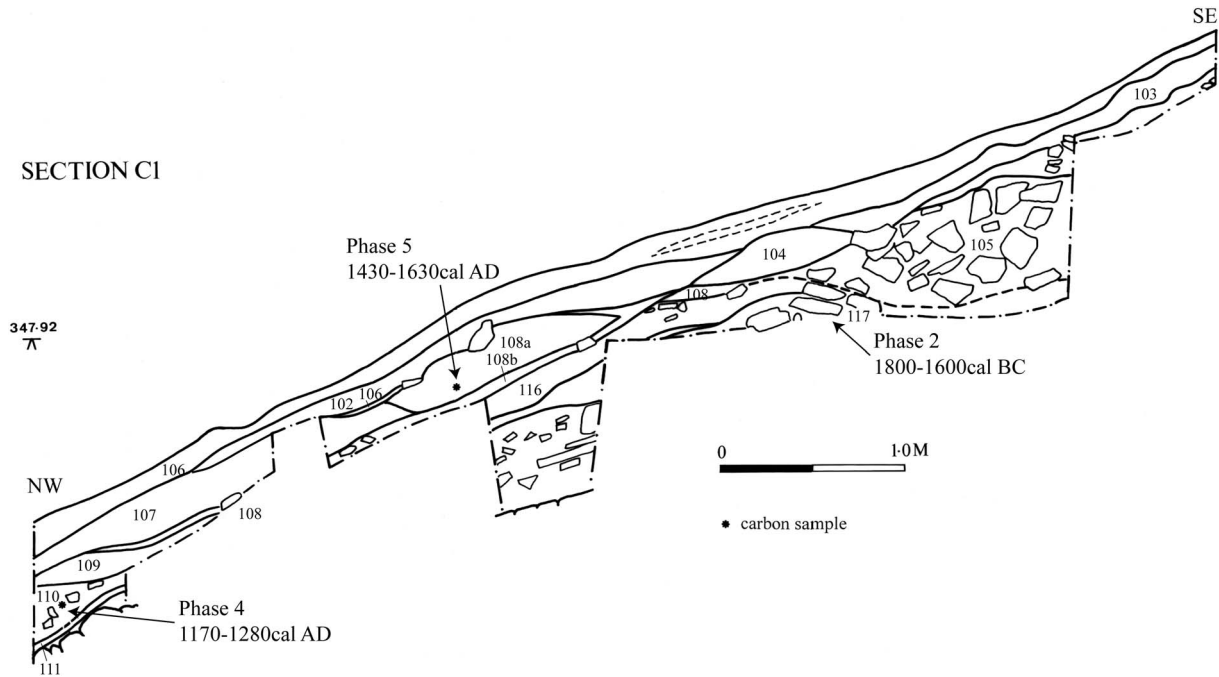 SE
103
SECTION C1
Phase 5
1430-1630cal AD
105
104
108
347·92
117
108a
108b
Phase 2
1800-1600cal BC
116
106
102
106
0 1·0M
NW
107
108
carbon sample
109
110
Phase 4
1170-1280cal AD
111